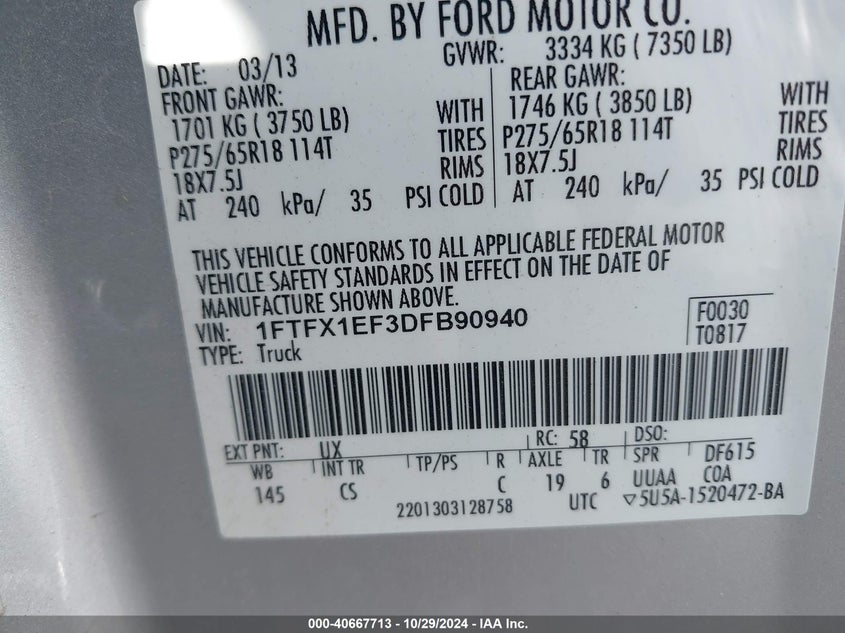 MFD. BY FORD MOTOR CO.
DATE: 03/13 GVWR: 3334 KG ( 7350 LB)
FRONT GAWR: REAR GAWR:
1701 KG ( 3750 LB) WITH 1746 KG ( 3850 LB) WITH
P275/65R18 114T TIRES P275/65R18 114T TIRES
18X7.5J RIMS 18X7.5J RIMS
AT 240 kPa/ 35 PSI COLD AT 240 kPa/ 35 PSI COLD
THIS VEHICLE CONFORMS TO ALL APPLICABLE FEDERAL MOTOR
VEHICLE SAFETY STANDARDS IN EFFECT ON THE DATE OF
MANUFACTURE SHOWN ABOVE.
VIN: 1FTFX1EF3DFB90940 F0030
TYPE: Truck T0817
EXT PNT: UX RC: 58 DSO:
WB INT TR TP/PS R AXLE TR SPR DF615
145 CS C 19 6 UUAA COA
2201303128758 UTC ▽5U5A-1520472-BA
000-40667713 - 10/29/2024 - IAA Inc.